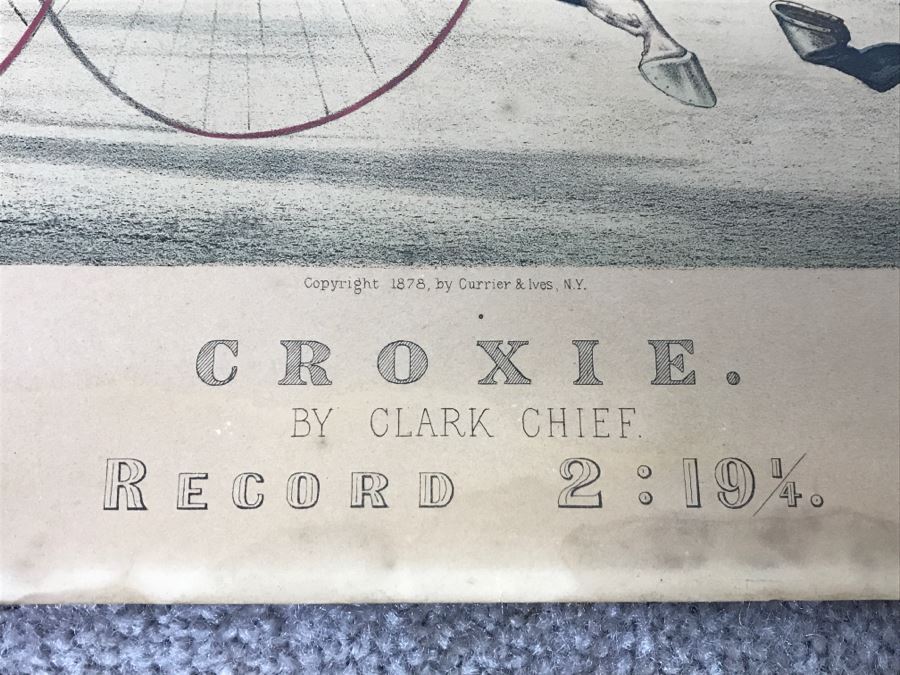 Copyright 1878, by Currier & Ives, N.Y.
CROXIE.
BY CLARK CHIEF.
RECORD 2:19¼.